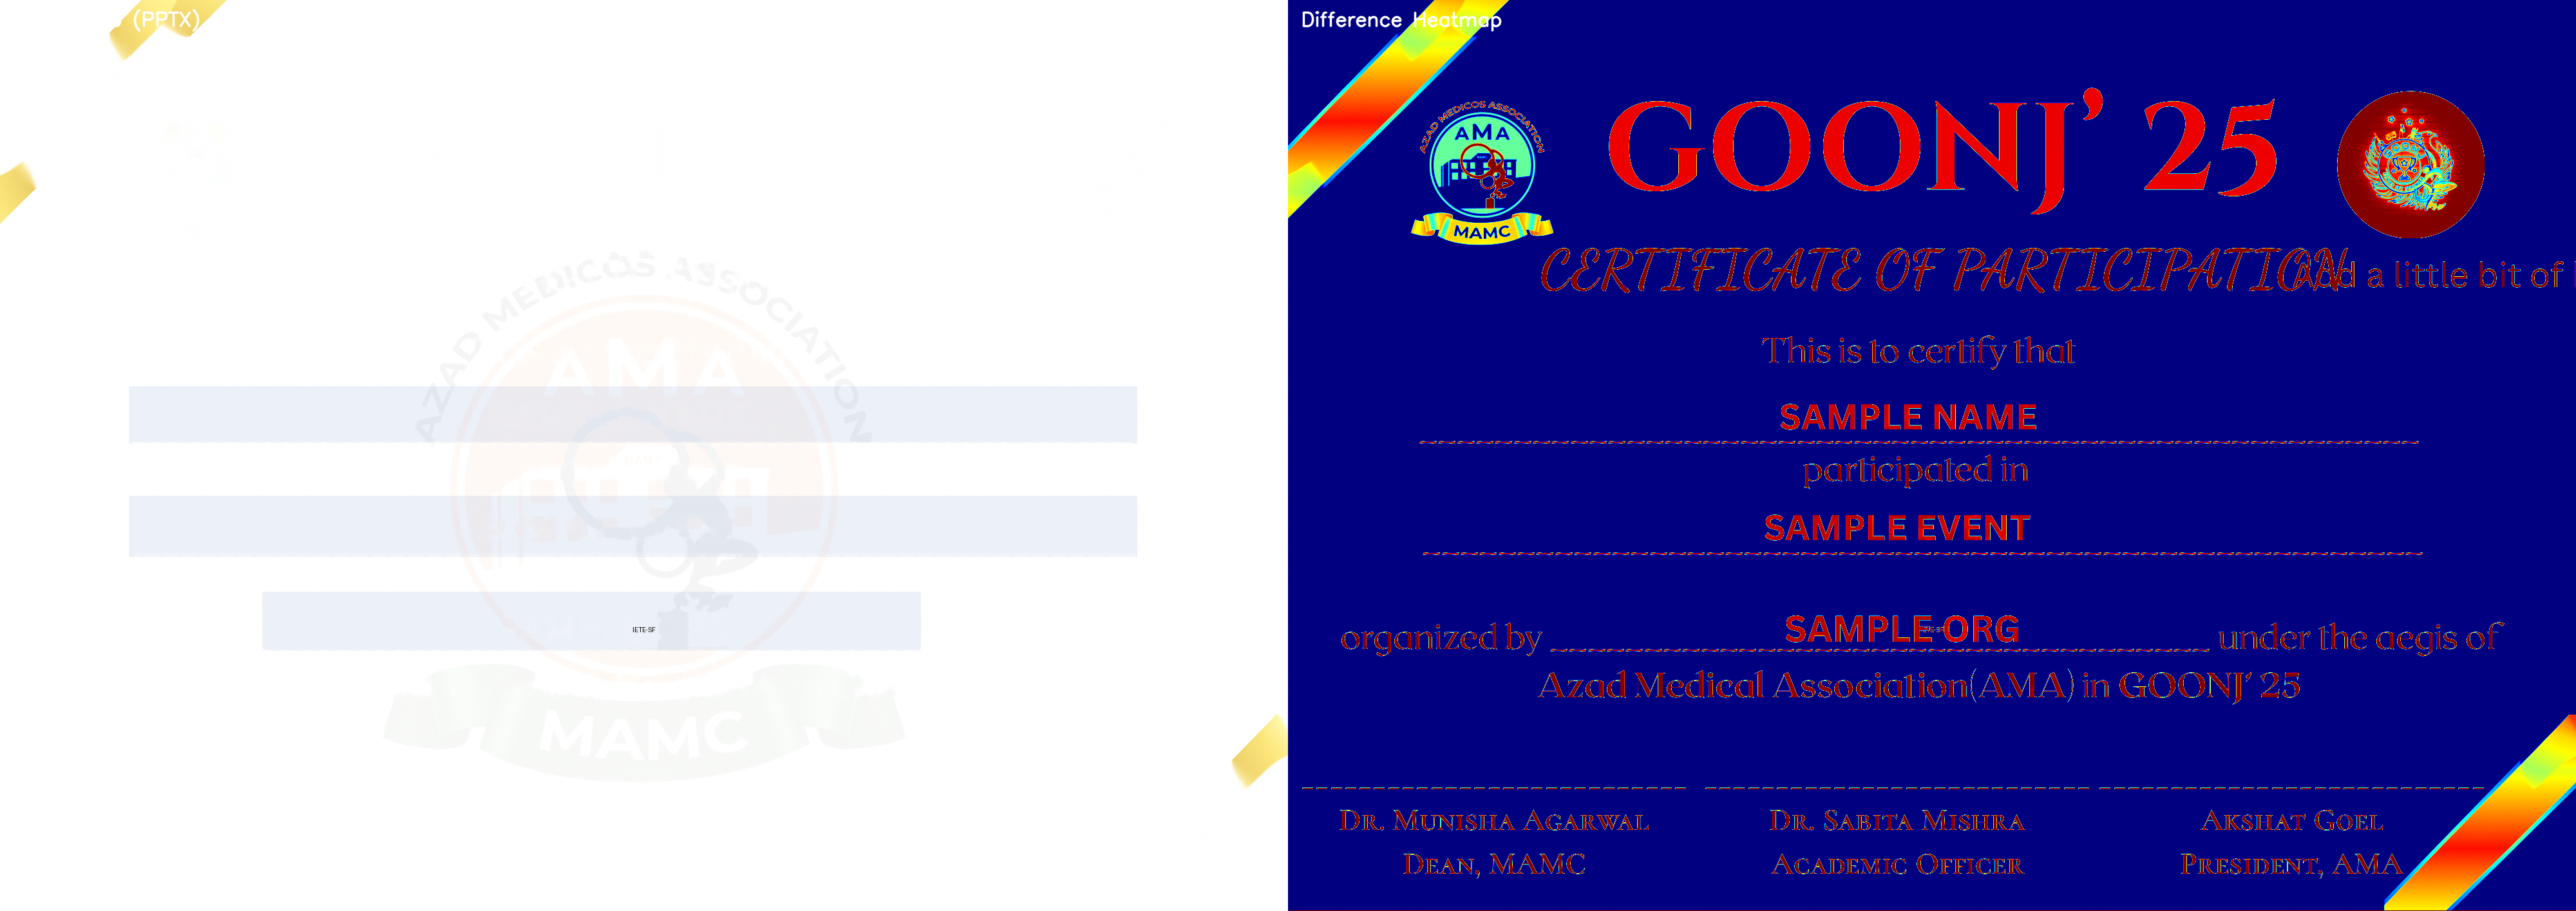 (PPTX)
AZAD MEDICOS ASSOCIATION
AMA
MAMC
IETE-SF
MAMC
Difference Heatmap
AZAD MEDICOS ASSOCIATION
AMA
MAMC
GOONJ’ 25
CERTIFICATE OF PARTICIPATION
Add a little bit of
This is to certify that
SAMPLE NAME
participated in
SAMPLE EVENT
organized by SAMPLE ORG under the aegis of
Azad Medical Association(AMA) in GOONJ’ 25
Dr. Munisha Agarwal
Dean, MAMC
Dr. Sabita Mishra
Academic Officer
Akshat Goel
President, AMA